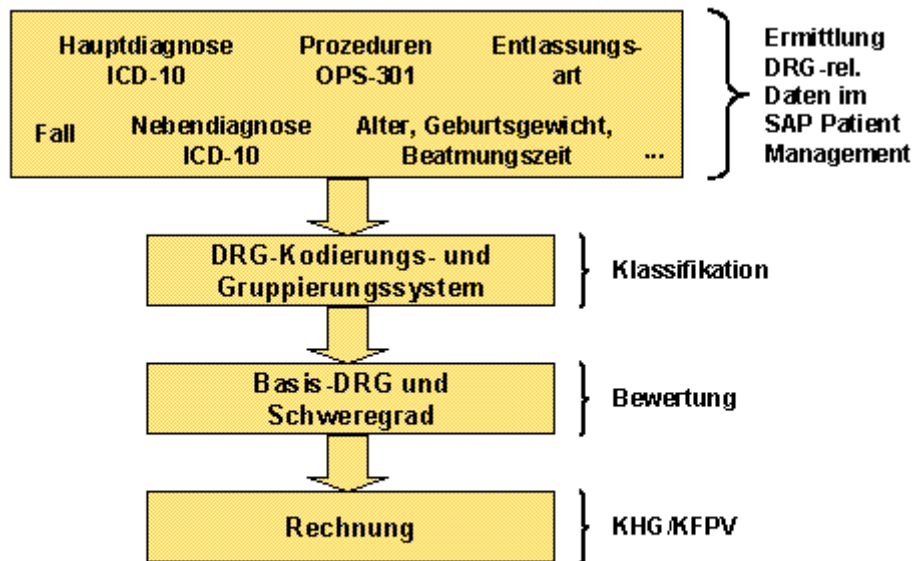 Hauptdiagnose
ICD-10
Prozeduren
OPS-301
Entlassungs-
art
Fall
Nebendiagnose
ICD-10
Alter, Geburtsgewicht,
Beatmungszeit
...
Ermittlung
DRG-rel.
Daten im
SAP Patient
Management
DRG-Kodierungs- und
Gruppierungssystem
Klassifikation
Basis-DRG und
Schweregrad
Bewertung
Rechnung
KHG/KFPV